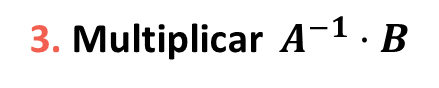 3. Multiplicar A⁻¹ · B